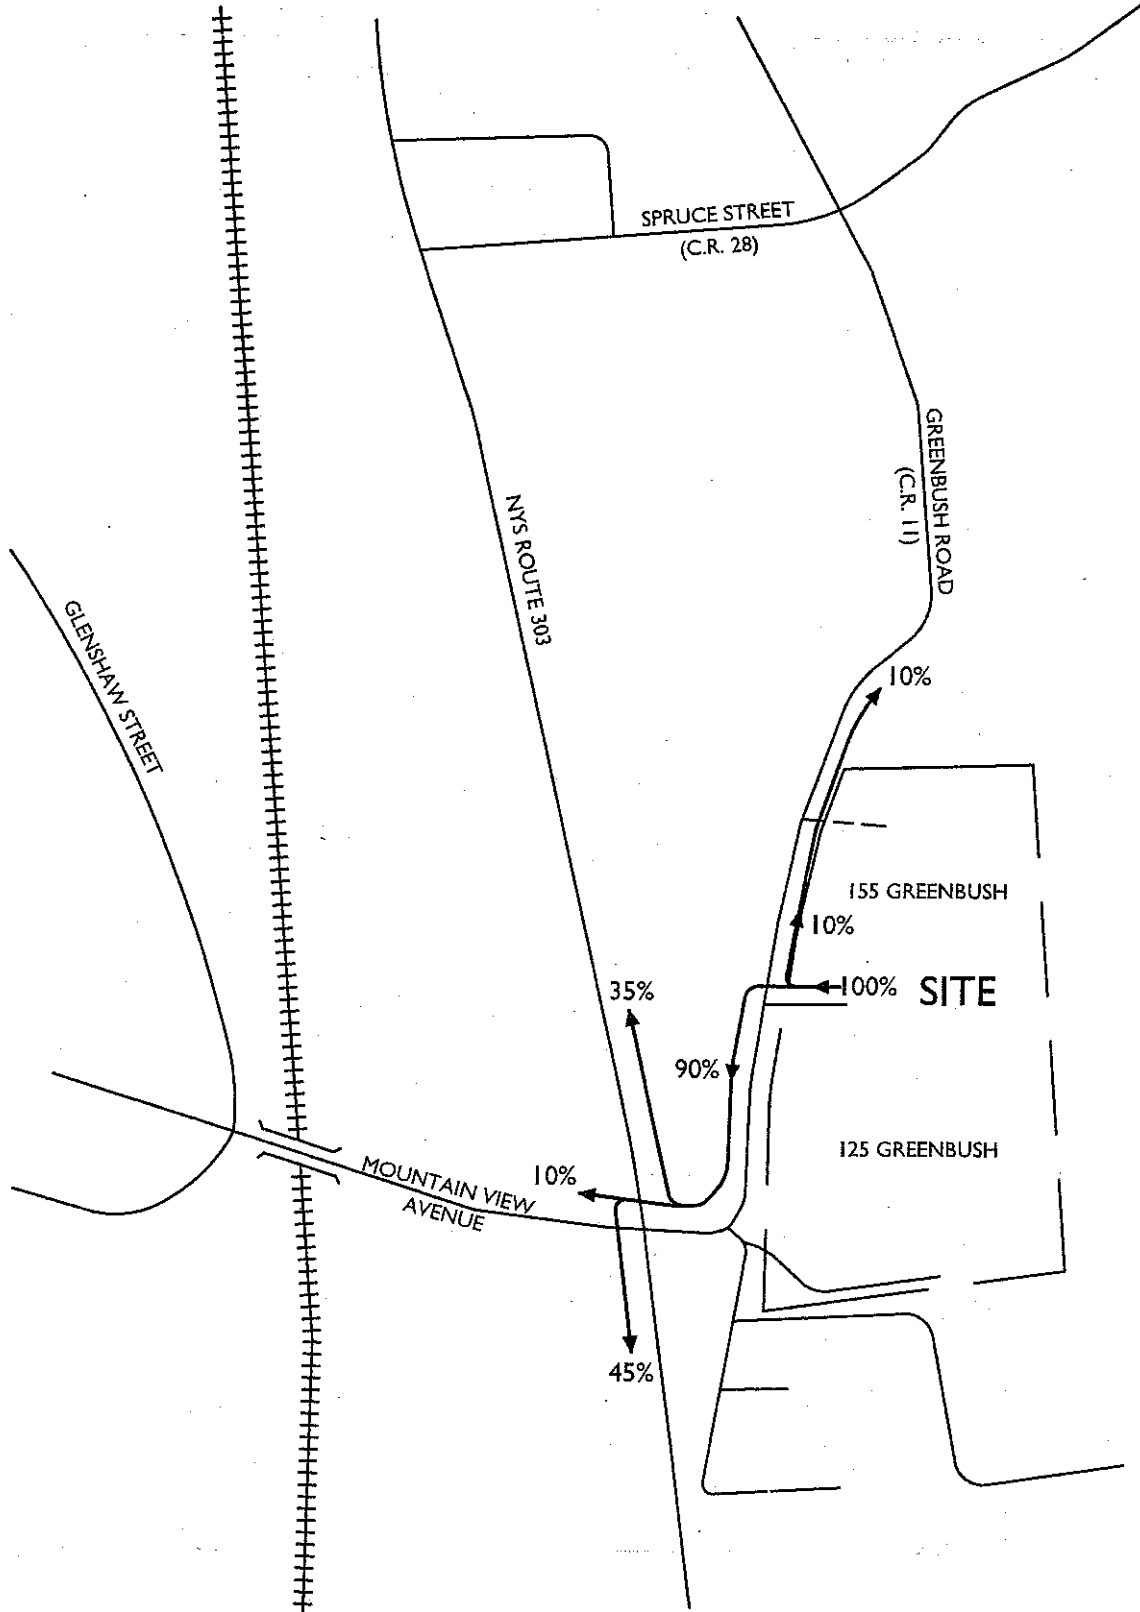 SPRUCE STREET
(C.R. 28)
GREENBUSH ROAD
(C.R. 11)
NYS ROUTE 303
GLENSHAW STREET
10%
155 GREENBUSH
10%
100%
SITE
35%
90%
125 GREENBUSH
MOUNTAIN VIEW
AVENUE
10%
45%